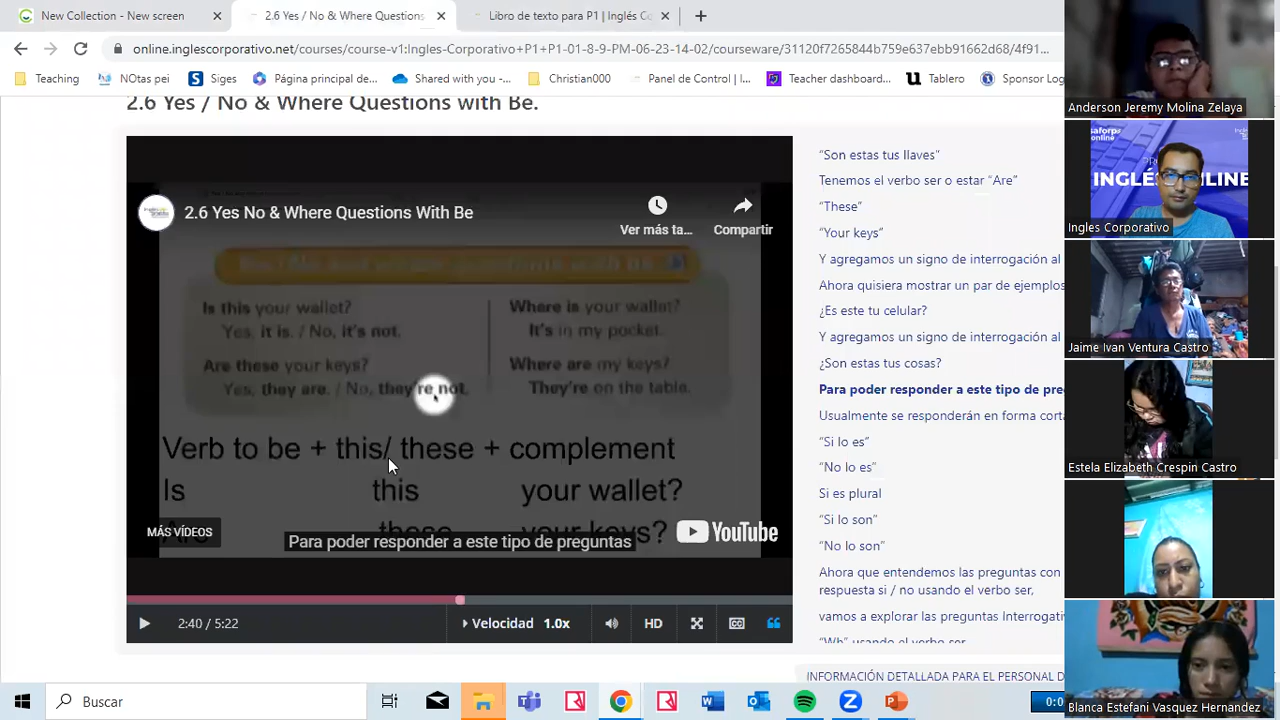 New Collection - New screen
2.6 Yes / No & Where Questions
Libro de texto para P1 | Inglés Co
online.inglescorporativo.net/courses/course-v1:Ingles-Corporativo+P1+P1-01-8-9-PM-06-23-14-02/courseware/31120f7265844b759e637ebb91662d68/4f91...
Teaching
NOtas pei
Siges
Página principal de...
Shared with you -...
Christian000
Panel de Control | I...
Teacher dashboard...
Tablero
Sponsor Log
2.6 Yes / No & Where Questions with Be.
2.6 Yes No & Where Questions With Be
Ver más ta...
Compartir
Is this your wallet?
Yes, it is. / No, it's not.
Are these your keys?
Yes, they are. / No, they're not.
Where is your wallet?
It's in my pocket.
Where are my keys?
They're on the table.
Verb to be + this/ these + complement
Is this your wallet?
Are these your keys?
MÁS VÍDEOS
Para poder responder a este tipo de preguntas
YouTube
2:40 / 5:22
Velocidad 1.0x
HD
“Son estas tus llaves”
Tenemos el verbo ser o estar “Are”
“These”
“Your keys”
Y agregamos un signo de interrogación al
Ahora quisiera mostrar un par de ejemplos
¿Es este tu celular?
Y agregamos un signo de interrogación al
¿Son estas tus cosas?
Para poder responder a este tipo de pre
Usualmente se responderán en forma cort
“Si lo es”
“No lo es”
Si es plural
“Si lo son”
“No lo son”
Ahora que entendemos las preguntas con
respuesta si / no usando el verbo ser,
vamos a explorar las preguntas Interrogati
“Wh” usando el verbo ser
INFORMACIÓN DETALLADA PARA EL PERSONAL D
Anderson Jeremy Molina Zelaya
INGLÉS ONLINE
Ingles Corporativo
Jaime Ivan Ventura Castro
Estela Elizabeth Crespin Castro
Blanca Estefani Vasquez Hernandez
Buscar